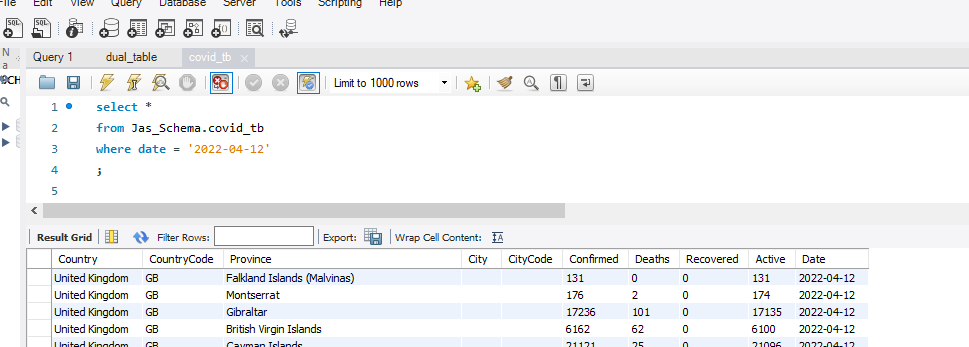 File Edit View Query Database Server Tools Scripting Help
Query 1 dual_table covid_tb
Limit to 1000 rows
1 select *
2 from Jas_Schema.covid_tb
3 where date = '2022-04-12'
4 ;
5
Result Grid Filter Rows: Export: Wrap Cell Content: IA
Country CountryCode Province City CityCode Confirmed Deaths Recovered Active Date
United Kingdom GB Falkland Islands (Malvinas) 131 0 0 131 2022-04-12
United Kingdom GB Montserrat 176 2 0 174 2022-04-12
United Kingdom GB Gibraltar 17236 101 0 17135 2022-04-12
United Kingdom GB British Virgin Islands 6162 62 0 6100 2022-04-12
United Kingdom GB Cayman Islands 21121 25 0 21096 2022-04-12